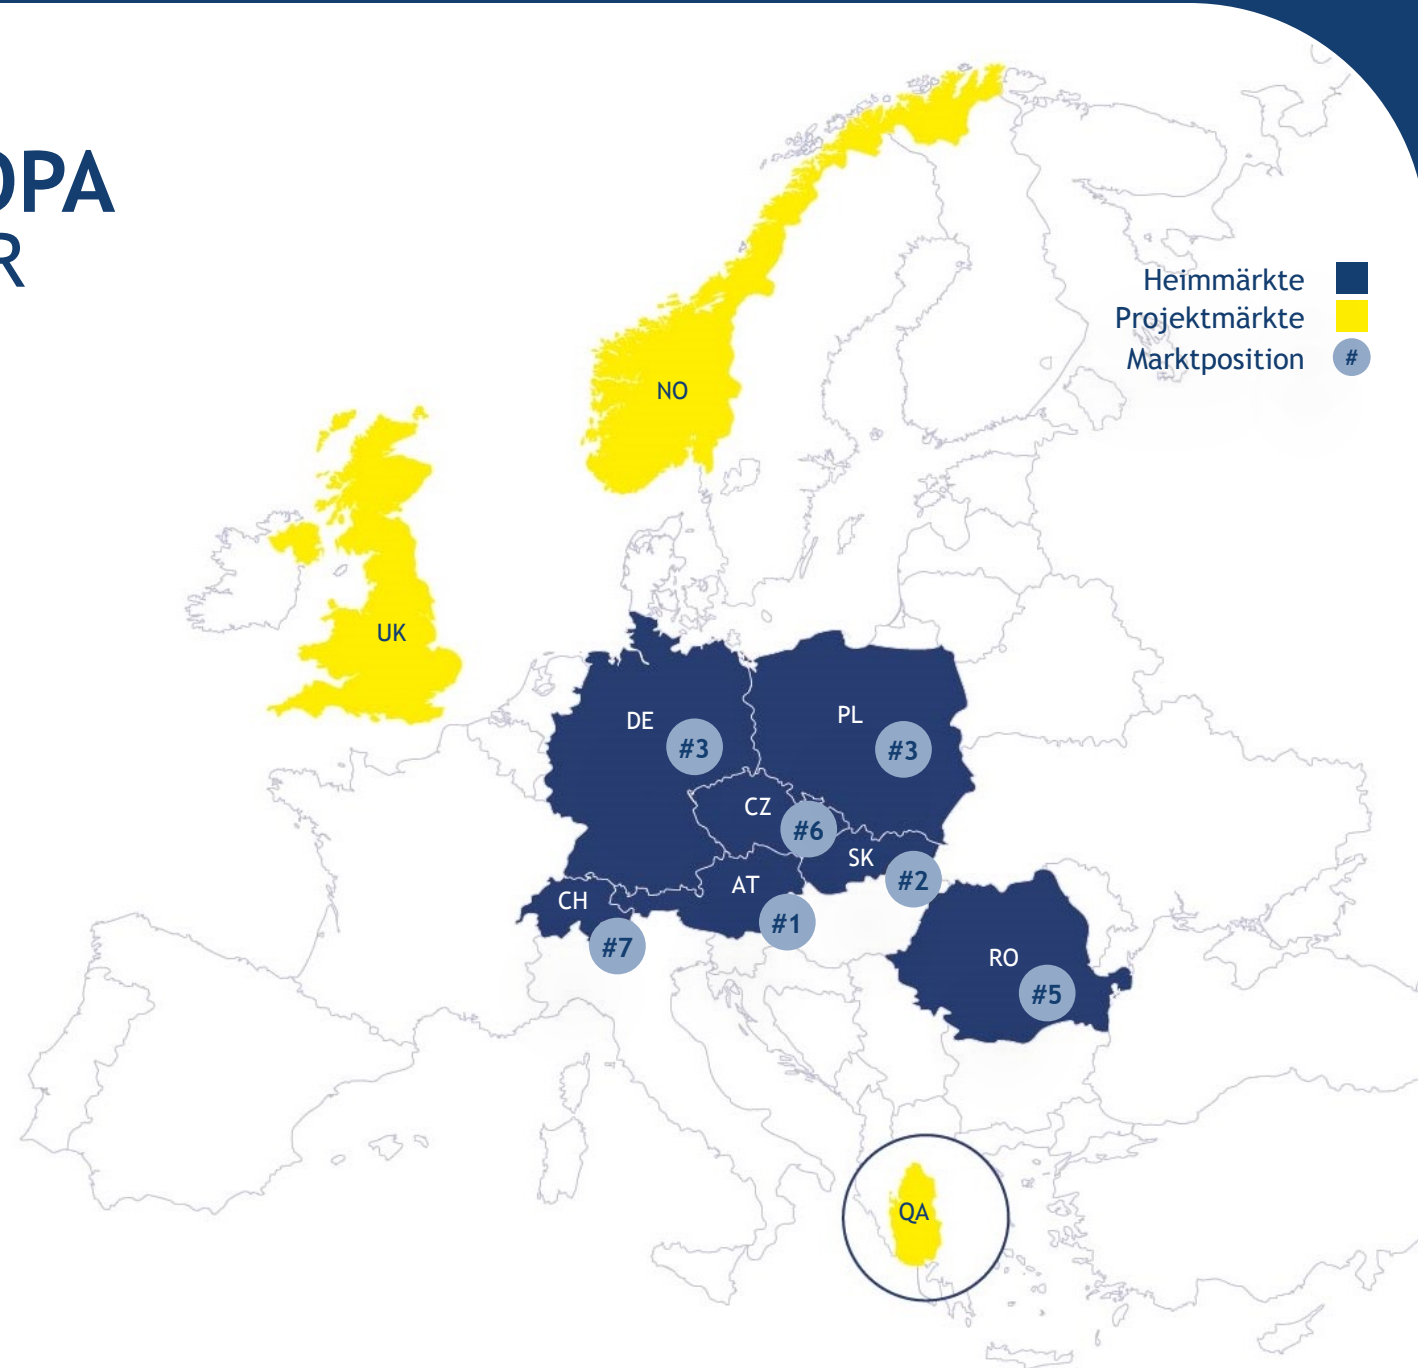 OPA
R
Heimmärkte
Projektmärkte
Marktposition #
NO
UK
DE
#3
PL
#3
CZ
#6
SK
#2
AT
#1
CH
#7
RO
#5
QA